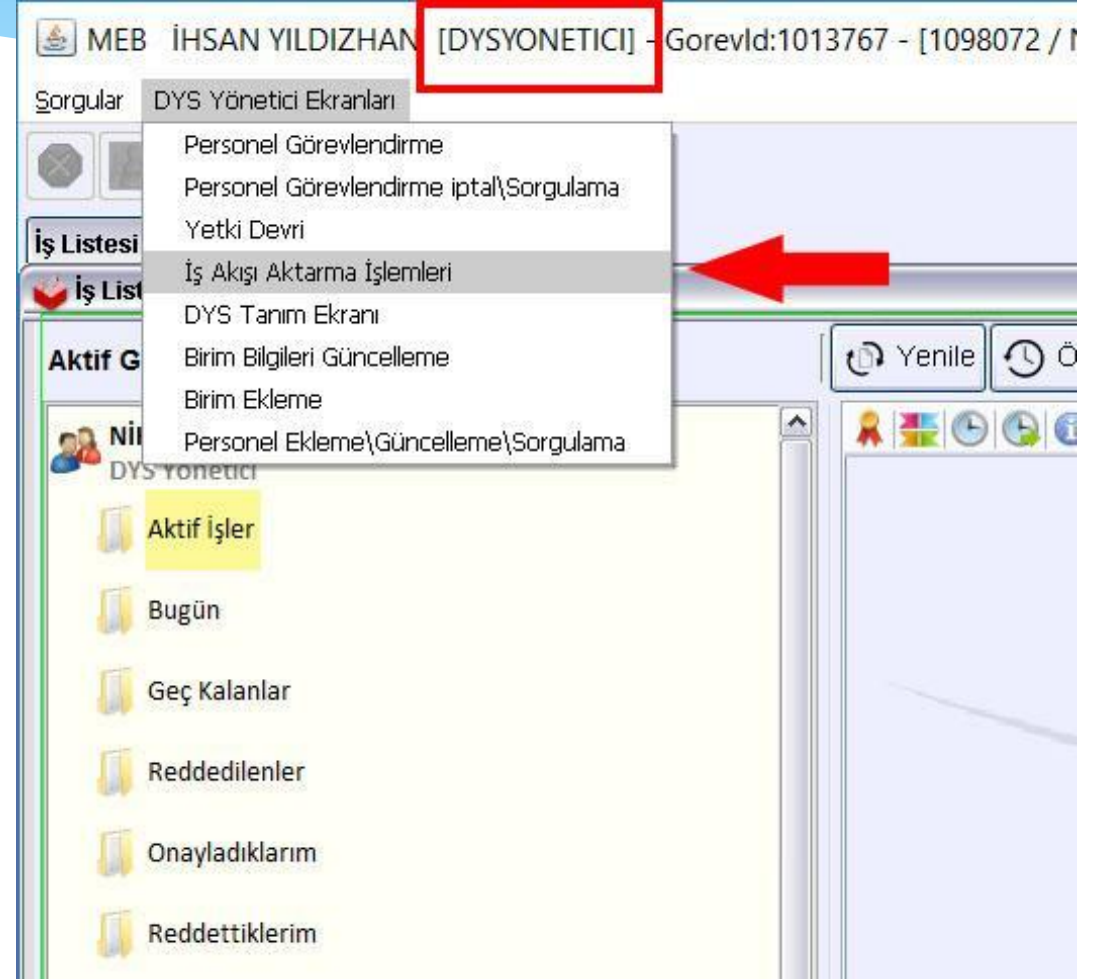 MEB İHSAN YILDIZHAN [DYSYONETICI] - GorevId:1013767 - [1098072 /
Sorgular DYS Yönetici Ekranları
Personel Görevlendirme
Personel Görevlendirme iptal\Sorgulama
Yetki Devri
İş Listesi
İş Akışı Aktarma İşlemleri
İş List
DYS Tanım Ekranı
Aktif G
Birim Bilgileri Güncelleme
Yenile
Birim Ekleme
Personel Ekleme\Güncelleme\Sorgulama
DYS Yönetici
Aktif İşler
Bugün
Geç Kalanlar
Reddedilenler
Onayladıklarım
Reddettiklerim